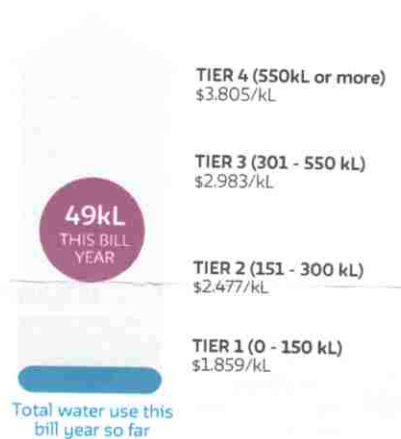 TIER 4 (550kL or more)
$3.805/kL
TIER 3 (301 - 550 kL)
$2.983/kL
49kL
THIS BILL
YEAR
TIER 2 (151 - 300 kL)
$2.477/kL
TIER 1 (0 - 150 kL)
$1.859/kL
Total water use this
bill year so far